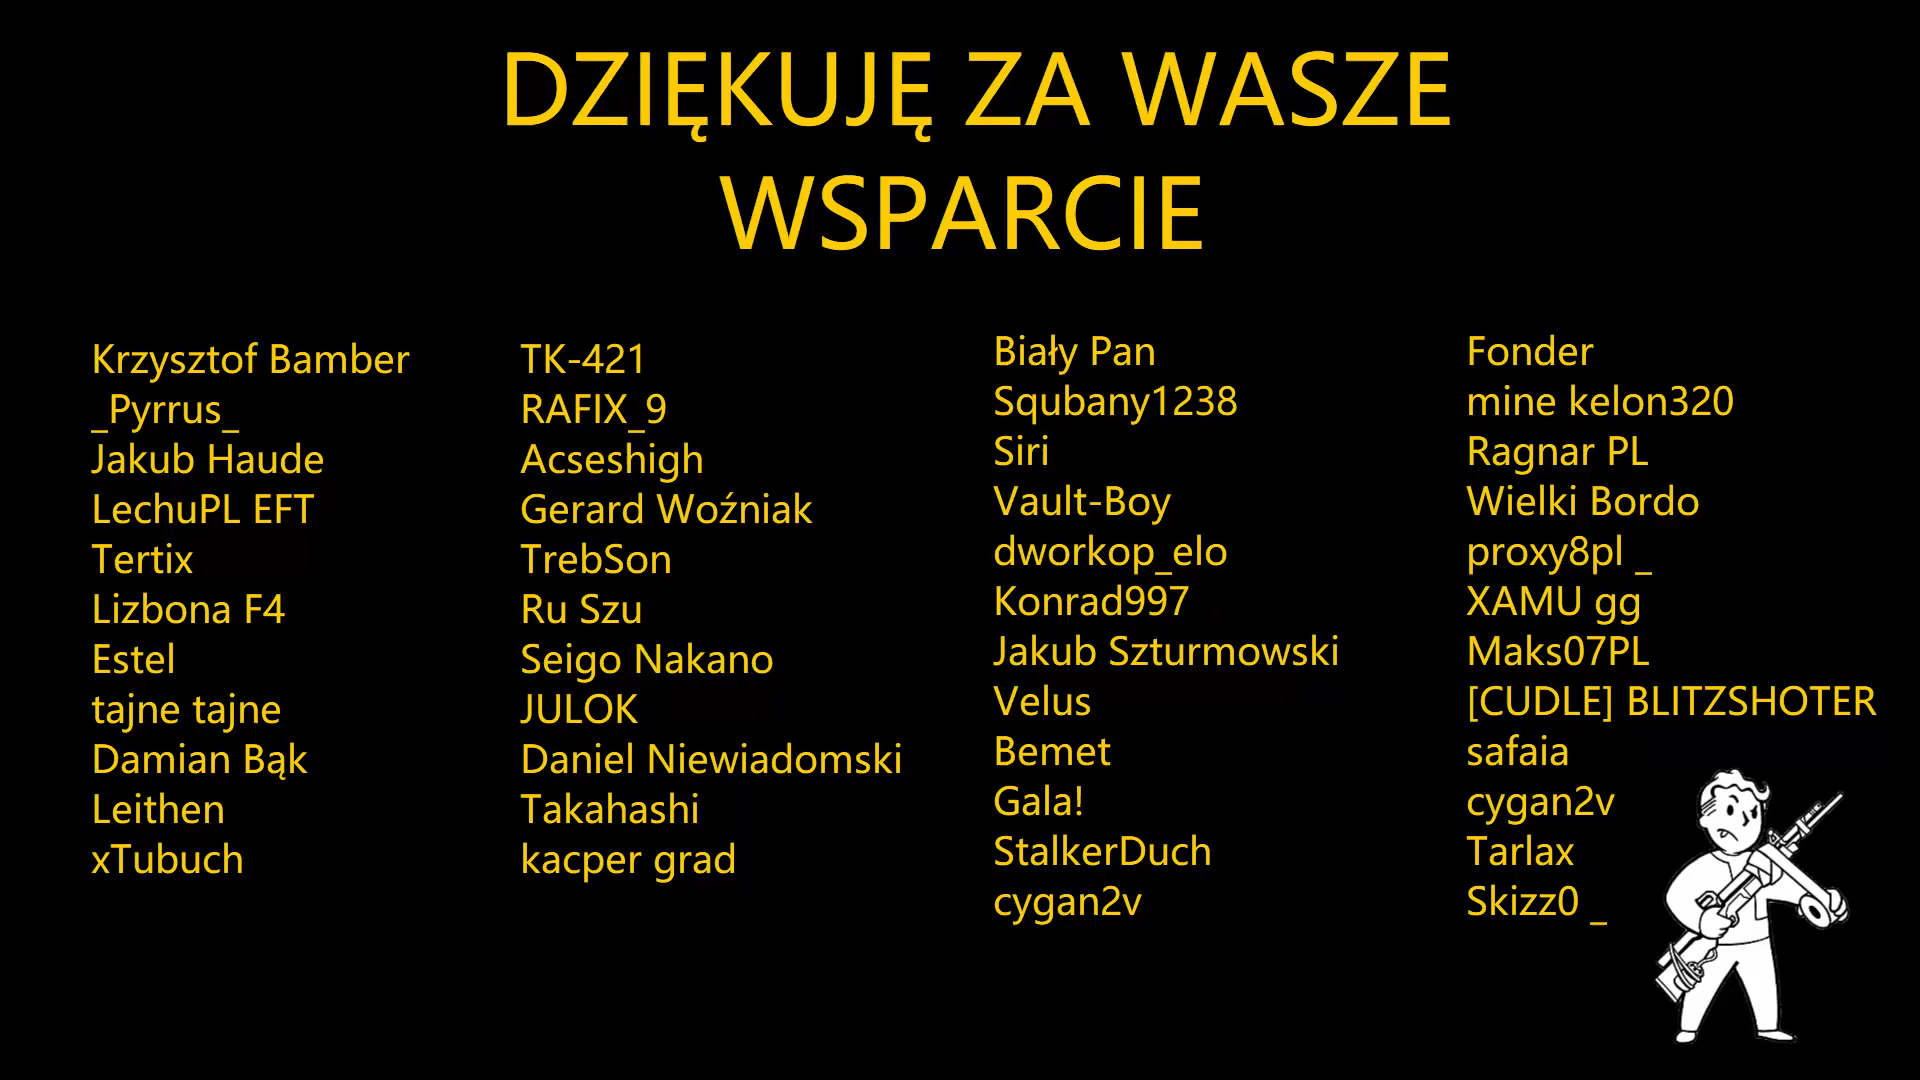 DZIĘKUJĘ ZA WASZE
WSPARCIE
Krzysztof Bamber
_Pyrrus_
Jakub Haude
LechuPL EFT
Tertix
Lizbona F4
Estel
tajne tajne
Damian Bąk
Leithen
xTubuch
TK-421
RAFIX_9
Acseshigh
Gerard Woźniak
TrebSon
Ru Szu
Seigo Nakano
JULOK
Daniel Niewiadomski
Takahashi
kacper grad
Biały Pan
Squbany1238
Siri
Vault-Boy
dworkop_elo
Konrad997
Jakub Szturmowski
Velus
Bemet
Gala!
StalkerDuch
cygan2v
Fonder
mine kelon320
Ragnar PL
Wielki Bordo
proxy8pl _
XAMU gg
Maks07PL
[CUDLE] BLITZSHOTER
safaia
cygan2v
Tarlax
Skizz0 _